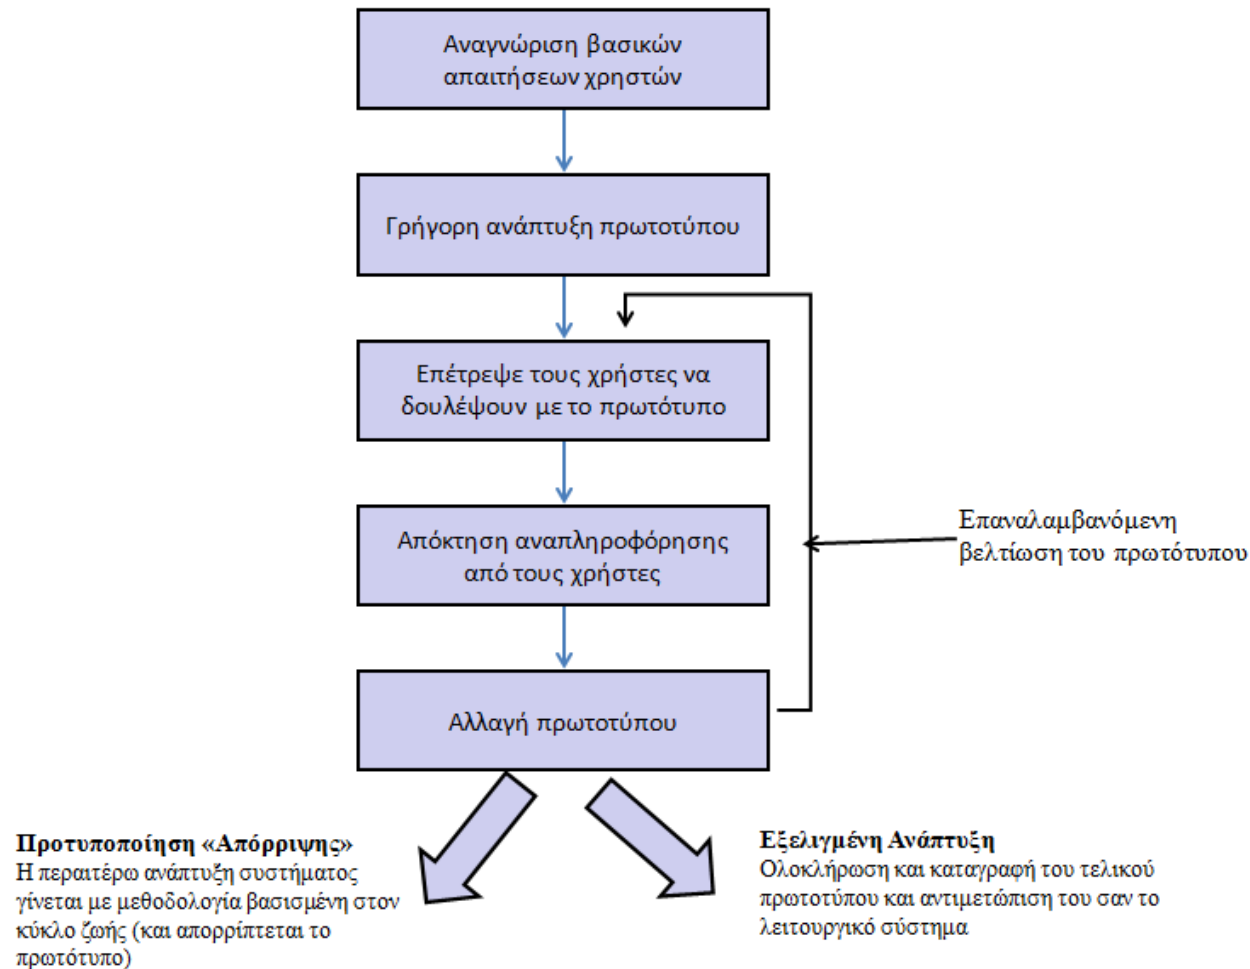 Αναγνώριση βασικών
απαιτήσεων χρηστών
Γρήγορη ανάπτυξη πρωτοτύπου
Επέτρεψε τους χρήστες να
δουλέψουν με το πρωτότυπο
Απόκτηση αναπληροφόρησης
από τους χρήστες
Επαναλαμβανόμενη
βελτίωση του πρωτότυπου
Αλλαγή πρωτοτύπου
Προτυποποίηση «Απόρριψης»
Η περαιτέρω ανάπτυξη συστήματος
γίνεται με μεθοδολογία βασισμένη στον
κύκλο ζωής (και απορρίπτεται το
πρωτότυπο)
Εξελιγμένη Ανάπτυξη
Ολοκλήρωση και καταγραφή του τελικού
πρωτοτύπου και αντιμετώπιση του σαν το
λειτουργικό σύστημα